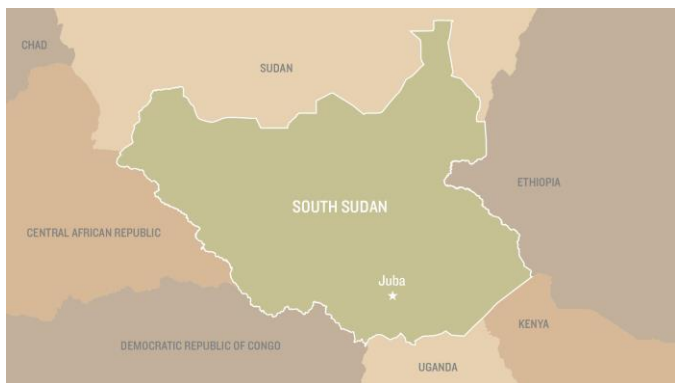 CHAD
SUDAN
ETHIOPIA
SOUTH SUDAN
CENTRAL AFRICAN REPUBLIC
Juba
KENYA
DEMOCRATIC REPUBLIC OF CONGO
UGANDA